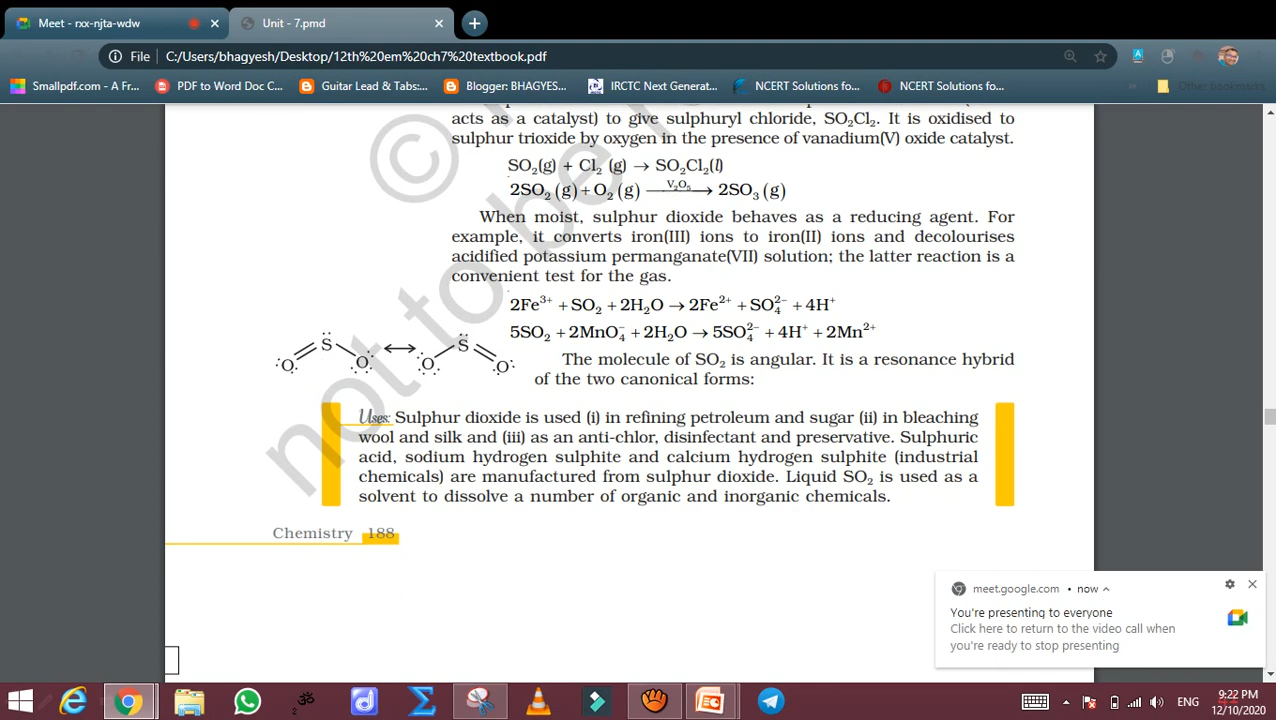 Meet - rxx-njta-wdw
Unit - 7.pmd
File | C:/Users/bhagyesh/Desktop/12th%20em%20ch7%20textbook.pdf
Smallpdf.com - A Fr... PDF to Word Doc C... Guitar Lead & Tabs:... Blogger: BHAGYES... IRCTC Next Generat... NCERT Solutions fo... NCERT Solutions fo... » Other bookmarks
acts as a catalyst) to give sulphuryl chloride, SO₂Cl₂. It is oxidised to
sulphur trioxide by oxygen in the presence of vanadium(V) oxide catalyst.
SO₂(g) + Cl₂ (g) → SO₂Cl₂(l)
2SO₂ (g) + O₂ (g) —V₂O₅→ 2SO₃ (g)
When moist, sulphur dioxide behaves as a reducing agent. For
example, it converts iron(III) ions to iron(II) ions and decolourises
acidified potassium permanganate(VII) solution; the latter reaction is a
convenient test for the gas.
2Fe³⁺ + SO₂ + 2H₂O → 2Fe²⁺ + SO₄²⁻ + 4H⁺
5SO₂ + 2MnO₄⁻ + 2H₂O → 5SO₄²⁻ + 4H⁺ + 2Mn²⁺
S O O ↔ S O O
The molecule of SO₂ is angular. It is a resonance hybrid
of the two canonical forms:
Uses: Sulphur dioxide is used (i) in refining petroleum and sugar (ii) in bleaching
wool and silk and (iii) as an anti-chlor, disinfectant and preservative. Sulphuric
acid, sodium hydrogen sulphite and calcium hydrogen sulphite (industrial
chemicals) are manufactured from sulphur dioxide. Liquid SO₂ is used as a
solvent to dissolve a number of organic and inorganic chemicals.
Chemistry 188
©
not to be
meet.google.com • now
You're presenting to everyone
Click here to return to the video call when
you're ready to stop presenting
ENG
9:22 PM
12/10/2020